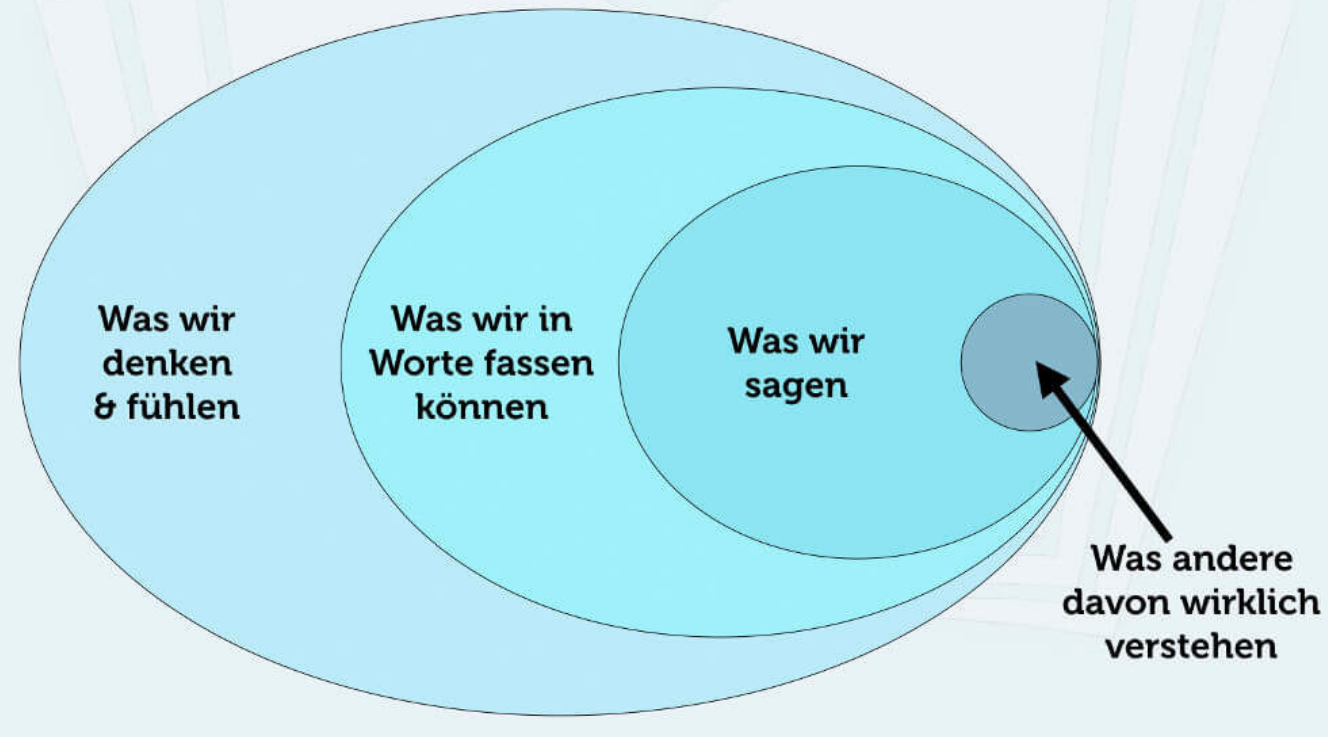 Was wir
denken
& fühlen
Was wir in
Worte fassen
können
Was wir
sagen
Was andere
davon wirklich
verstehen